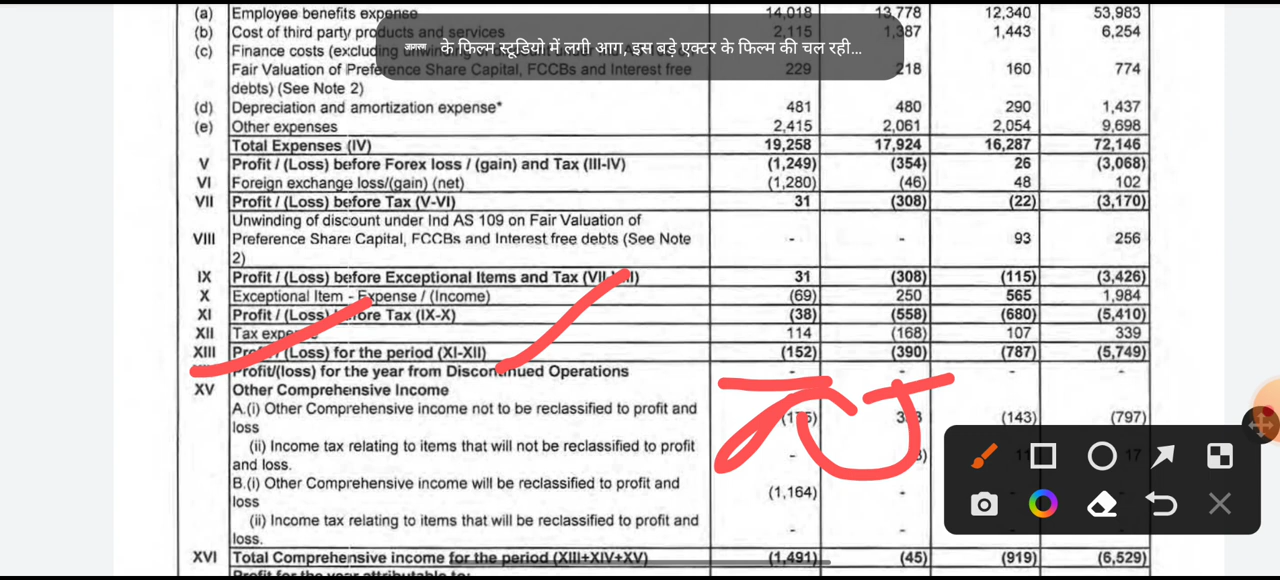 (a) Employee benefits expense 14,018 13,778 12,340 53,983
(b) Cost of third party products and services 2,115 1,387 1,443 6,254
के फिल्म स्टूडियो में लगी आग, इस बड़े एक्टर के फिल्म की चल रही...
(c) Finance costs (excluding
Fair Valuation of Preference Share Capital, FCCBs and Interest free 229 218 160 774
debts) (See Note 2)
(d) Depreciation and amortization expense* 481 480 290 1,437
(e) Other expenses 2,415 2,061 2,054 9,698
Total Expenses (IV) 19,258 17,924 16,287 72,146
V Profit / (Loss) before Forex loss / (gain) and Tax (III-IV) (1,249) (354) 26 (3,068)
VI Foreign exchange loss/(gain) (net) (1,280) (46) 48 102
VII Profit / (Loss) before Tax (V-VI) 31 (308) (22) (3,170)
Unwinding of discount under Ind AS 109 on Fair Valuation of
VIII Preference Share Capital, FCCBs and Interest free debts (See Note - - 93 256
2)
IX Profit / (Loss) before Exceptional Items and Tax 31 (308) (115) (3,426)
X Exceptional Item - Expense / (Income) (69) 250 565 1,984
XI Profit / (Loss) before Tax (IX-X) (38) (558) (680) (5,410)
XII Tax expense 114 (168) 107 339
XIII Profit / (Loss) for the period (XI-XII) (152) (390) (787) (5,749)
Profit/(loss) for the year from Discontinued Operations - - - -
XV Other Comprehensive Income
A.(i) Other Comprehensive income not to be reclassified to profit and (143) (797)
loss
(ii) Income tax relating to items that will not be reclassified to profit - 17
and loss.
B.(i) Other Comprehensive income will be reclassified to profit and (1,164) -
loss
(ii) Income tax relating to items that will be reclassified to profit and - - - -
loss.
XVI Total Comprehensive income for the period (XIII+XIV+XV) (1,491) (45) (919) (6,529)